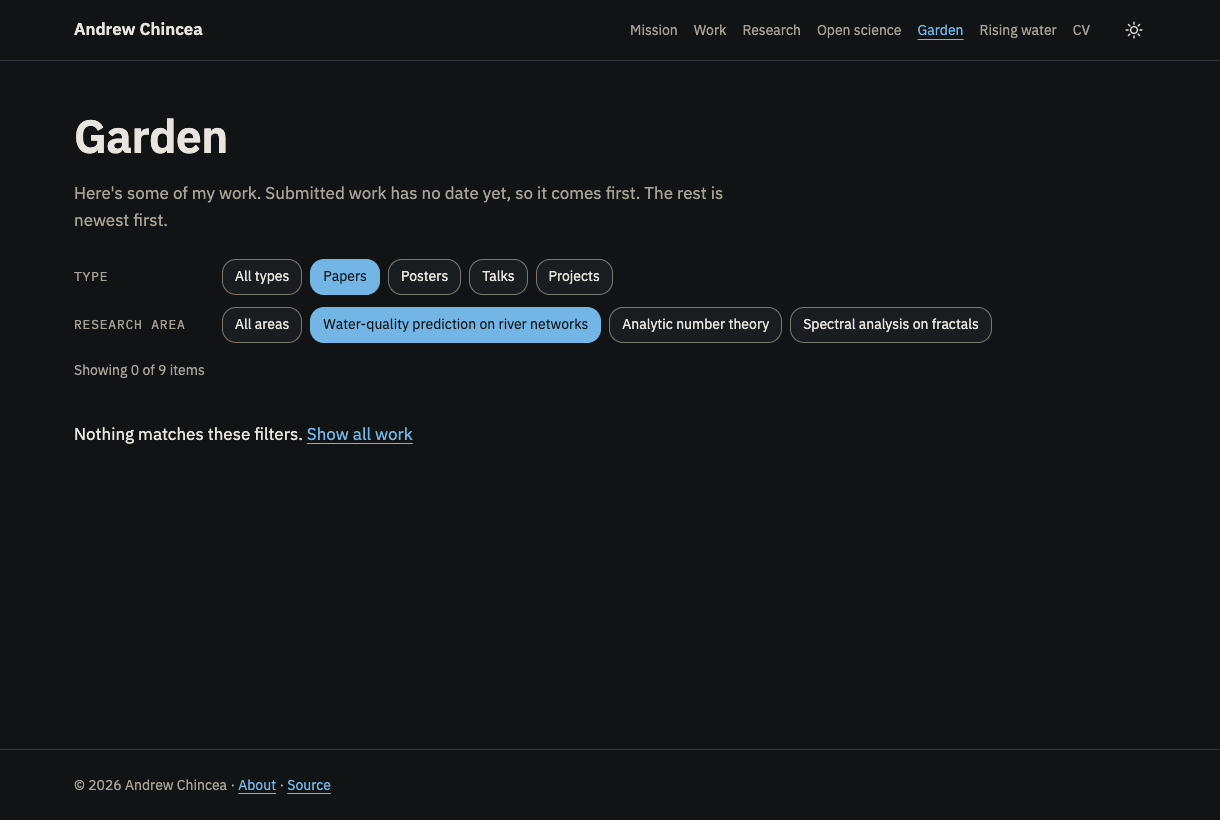 Andrew Chincea
Mission Work Research Open science Garden Rising water CV
Garden
Here's some of my work. Submitted work has no date yet, so it comes first. The rest is
newest first.
TYPE All types Papers Posters Talks Projects
RESEARCH AREA All areas Water-quality prediction on river networks Analytic number theory Spectral analysis on fractals
Showing 0 of 9 items
Nothing matches these filters. Show all work
© 2026 Andrew Chincea · About · Source